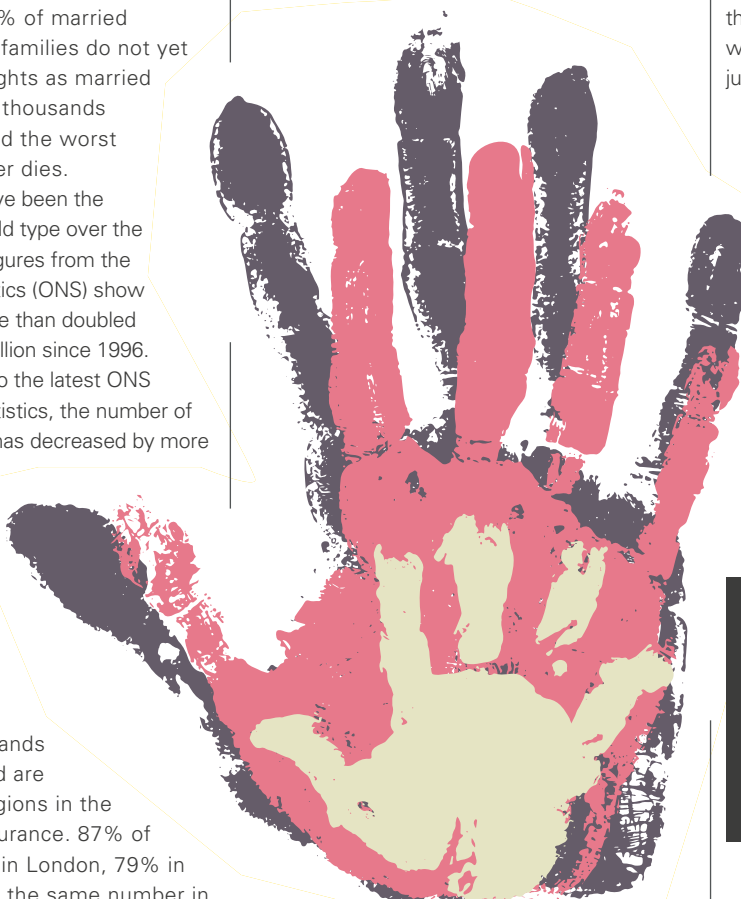 % of married
families do not yet
ghts as married
thousands
d the worst
er dies.
ve been the
ld type over the
gures from the
tics (ONS) show
e than doubled
llion since 1996.
o the latest ONS
tistics, the number of
has decreased by more
ands
d are
gions in the
urance. 87% of
in London, 79% in
the same number in
th
w
ju